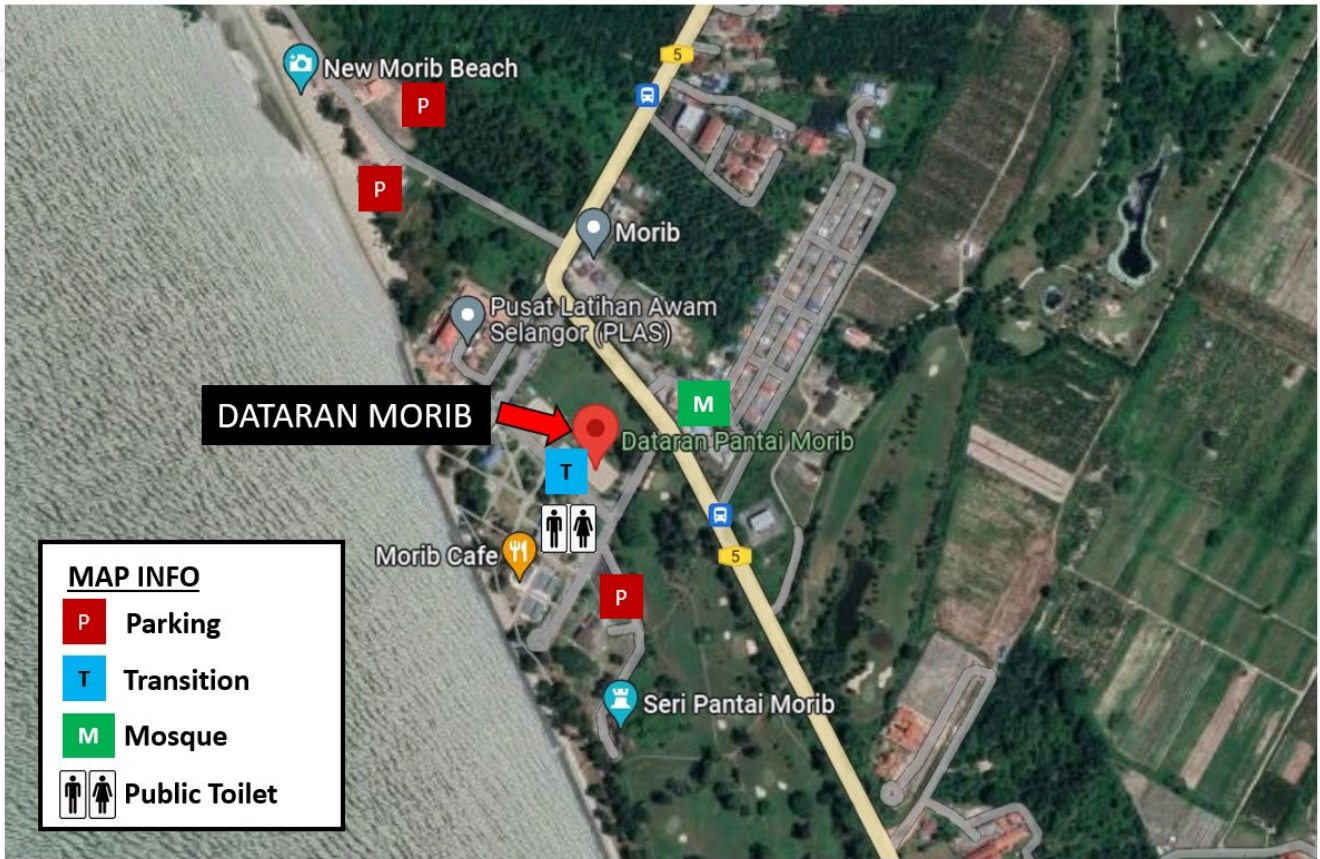 5
New Morib Beach
P
P
Morib
Pusat Latihan Awam
Selangor (PLAS)
DATARAN MORIB
M
Dataran Pantai Morib
T
Morib Cafe
5
P
Seri Pantai Morib
MAP INFO
P Parking
T Transition
M Mosque
Public Toilet